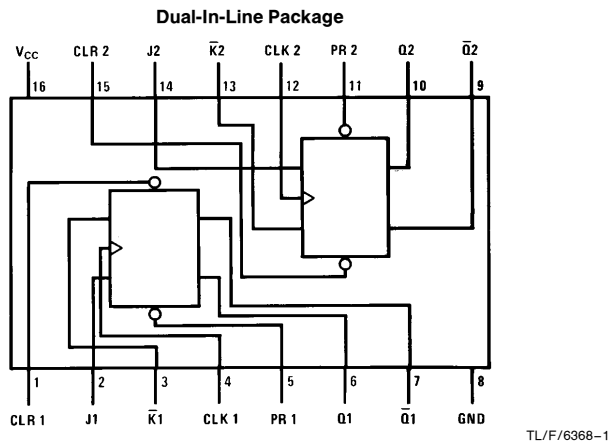 Dual-In-Line Package
V_CC CLR 2 J2 K̅2 CLK 2 PR 2 Q2 Q̅2
16 15 14 13 12 11 10 9
1 2 3 4 5 6 7 8
CLR 1 J1 K̅1 CLK 1 PR 1 Q1 Q̅1 GND
TL/F/6368–1